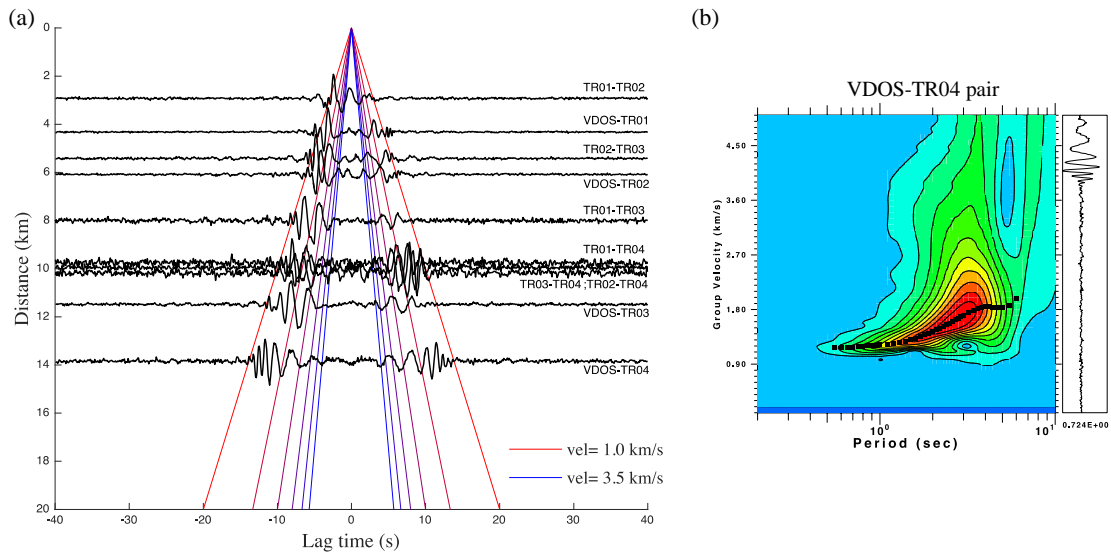 (a)
0
2
4
6
8
10
12
14
16
18
20
Distance (km)
TR01-TR02
VDOS-TR01
TR02-TR03
VDOS-TR02
TR01-TR03
TR01-TR04
TR03-TR04 ;TR02-TR04
VDOS-TR03
VDOS-TR04
vel= 1.0 km/s
vel= 3.5 km/s
-40 -30 -20 -10 0 10 20 30 40
Lag time (s)
(b)
VDOS-TR04 pair
4.50
3.60
2.70
1.80
0.90
Group Velocity (km/s)
10⁰ 10¹
Period (sec)
0.724E+00